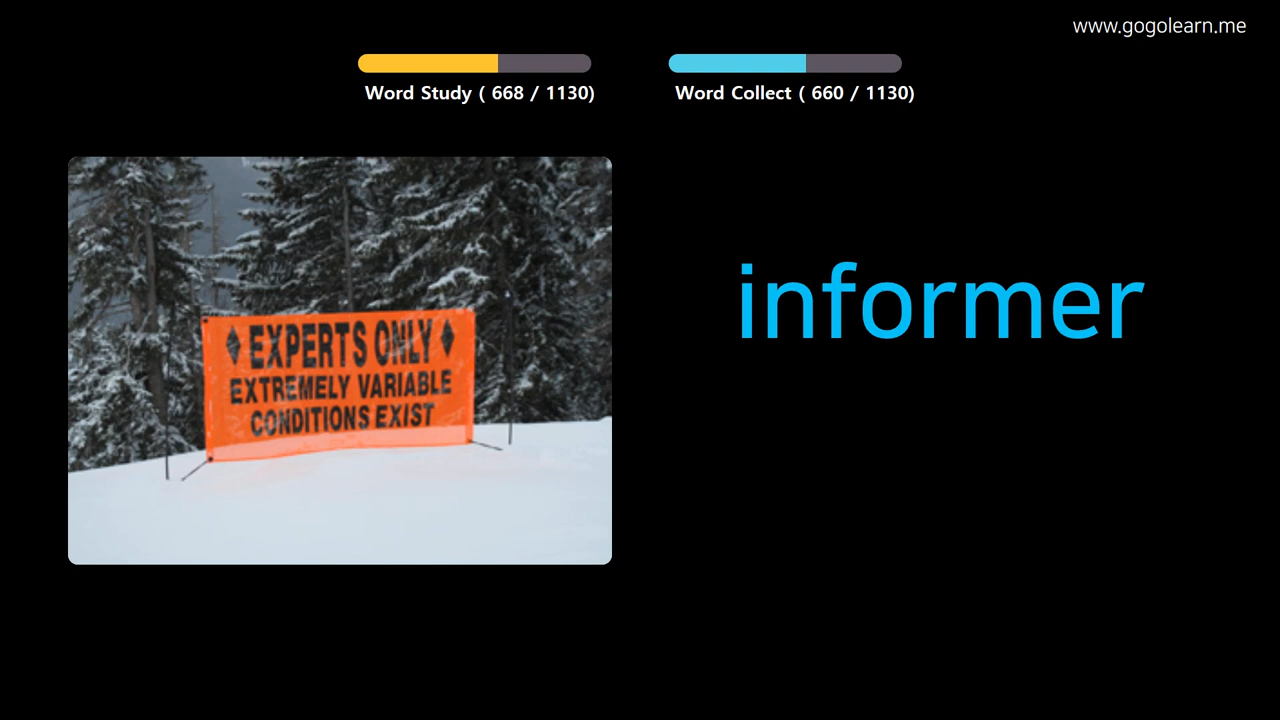 www.gogolearn.me
Word Study ( 668 / 1130)
Word Collect ( 660 / 1130)
♦ EXPERTS ONLY ♦
EXTREMELY VARIABLE
CONDITIONS EXIST
informer